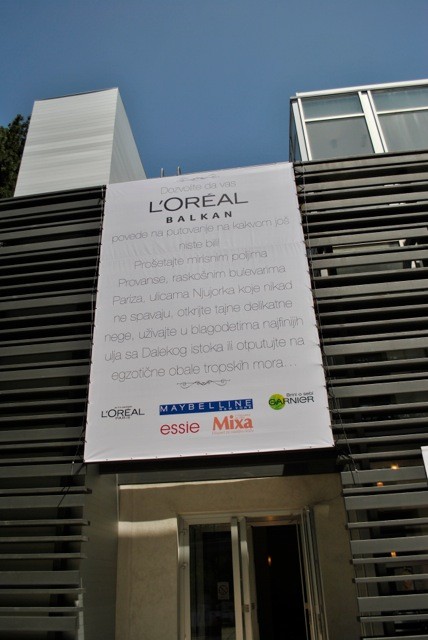 Dozvolite da vas
L'ORÉAL
BALKAN
povede na putovanje na kakvom još
niste bili
Prošetajte mirisnim poljima
Provanse, raskošnim bulevarima
Pariza, ulicama Njujorka koje nikad
ne spavaju, otkrijte tajne delikatne
nege, uživajte u blagodetima najfinijih
ulja sa Dalekog istoka ili otputujte na
egzotične obale tropskih mora...
L'ORÉAL
PARIS
MAYBELLINE
GARNIER
essie
Mixa